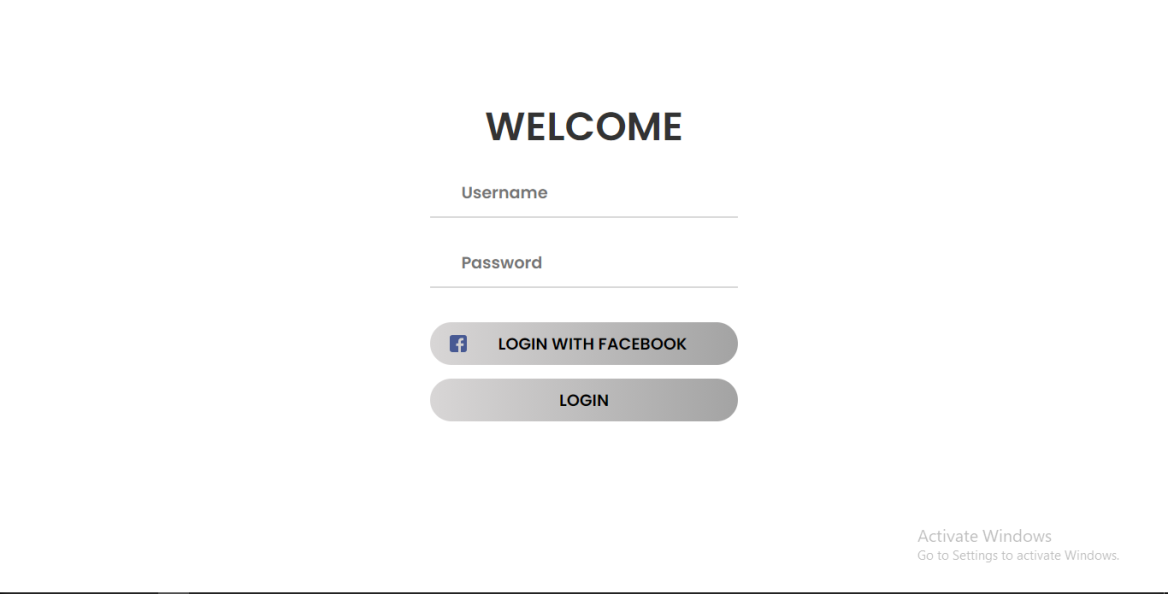 WELCOME
Username
Password
LOGIN WITH FACEBOOK
LOGIN
Activate Windows
Go to Settings to activate Windows.